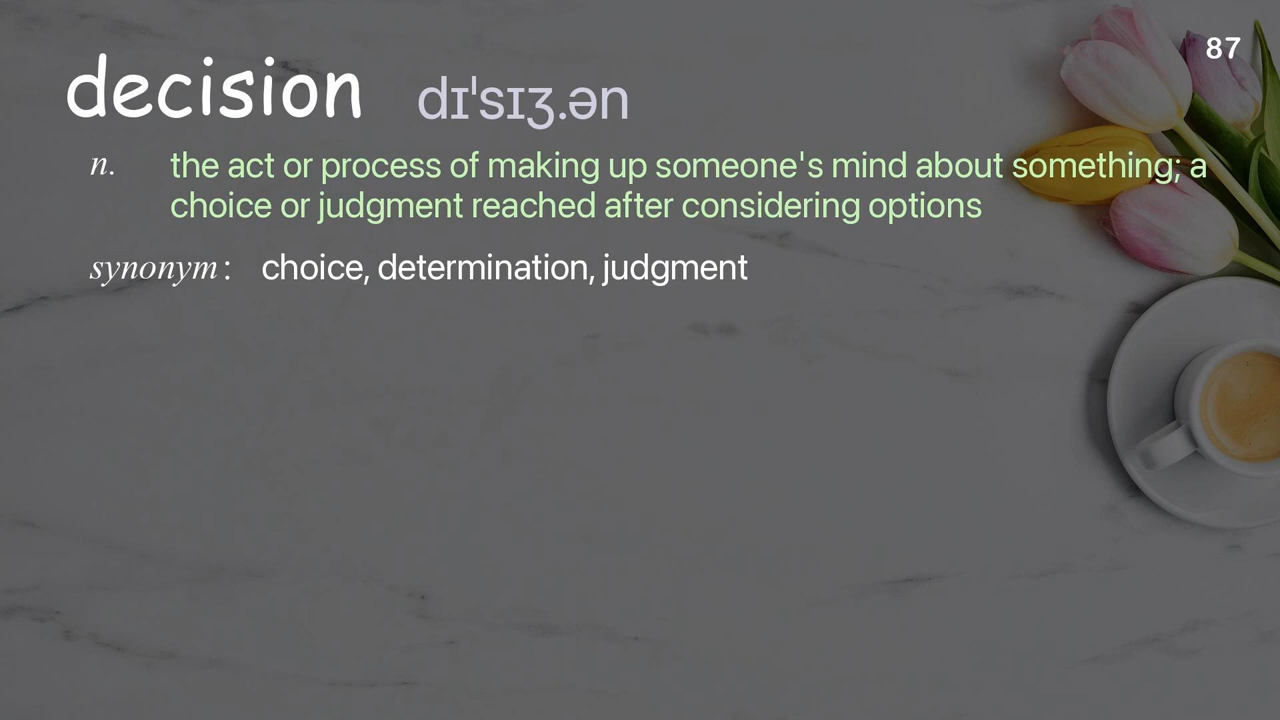 87
decision dɪˈsɪʒ.ən
n. the act or process of making up someone's mind about something; a
choice or judgment reached after considering options
synonym: choice, determination, judgment